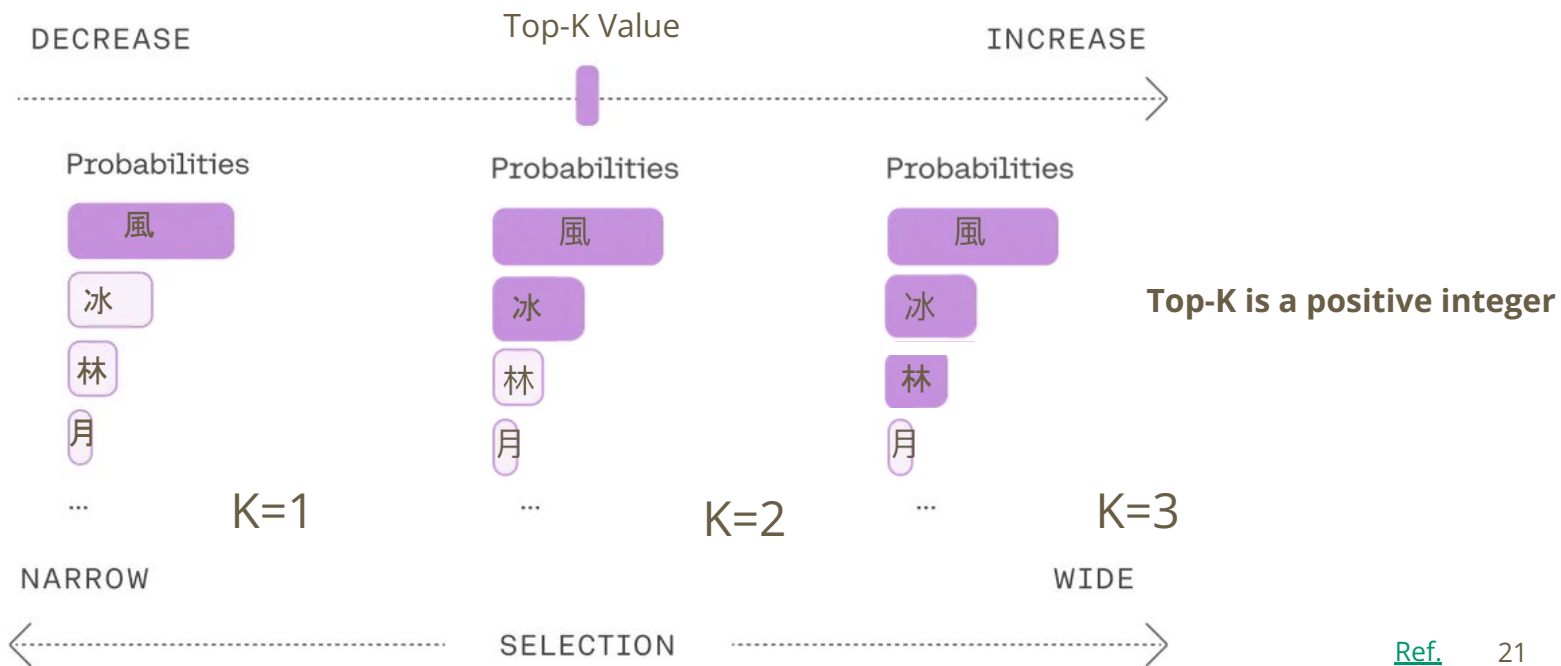 Top-K Value
DECREASE
INCREASE
Probabilities
風
冰
林
月
...
K=1
Probabilities
風
冰
林
月
...
K=2
Probabilities
風
冰
林
月
...
K=3
Top-K is a positive integer
NARROW
SELECTION
WIDE
Ref.
21